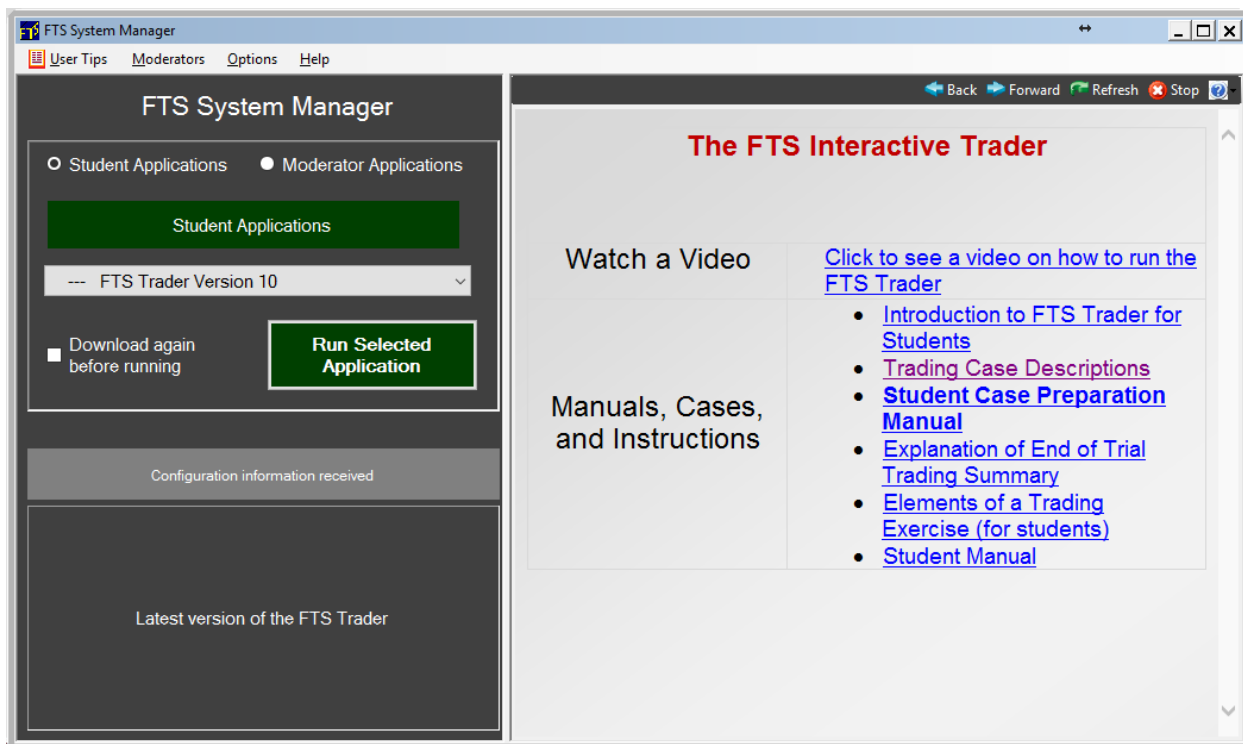 FTS System Manager
User Tips Moderators Options Help
FTS System Manager
Student Applications Moderator Applications
Student Applications
--- FTS Trader Version 10
Download again
before running
Run Selected
Application
Configuration information received
Latest version of the FTS Trader
Back Forward Refresh Stop
The FTS Interactive Trader
Watch a Video
Click to see a video on how to run the
FTS Trader
Manuals, Cases,
and Instructions
Introduction to FTS Trader for
Students
Trading Case Descriptions
Student Case Preparation
Manual
Explanation of End of Trial
Trading Summary
Elements of a Trading
Exercise (for students)
Student Manual